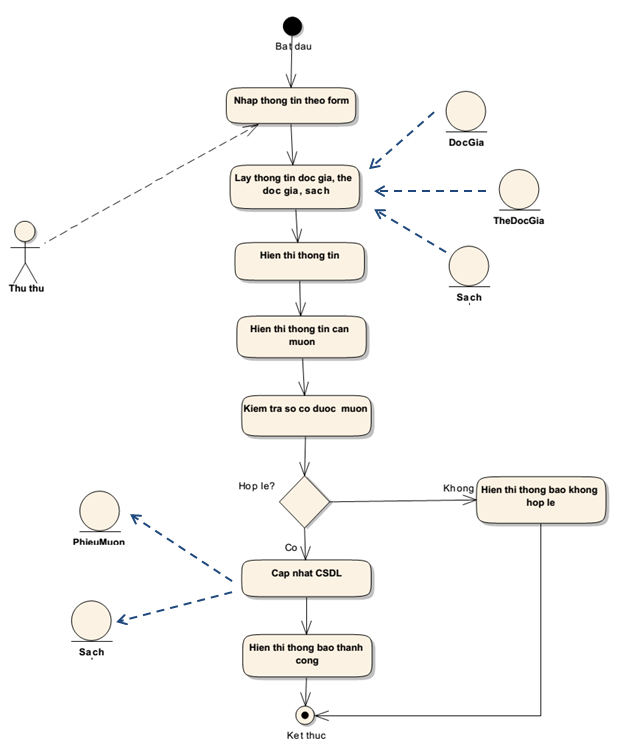 Bat dau
Nhap thong tin theo form
DocGia
Lay thong tin doc gia, the
doc gia, sach
TheDocGia
Thu thu
Hien thi thong tin
Sach
Hien thi thong tin can
muon
Kiem tra so co duoc muon
Hop le?
Khong
Hien thi thong bao khong
hop le
PhieuMuon
Co
Cap nhat CSDL
Sach
Hien thi thong bao thanh
cong
Ket thuc